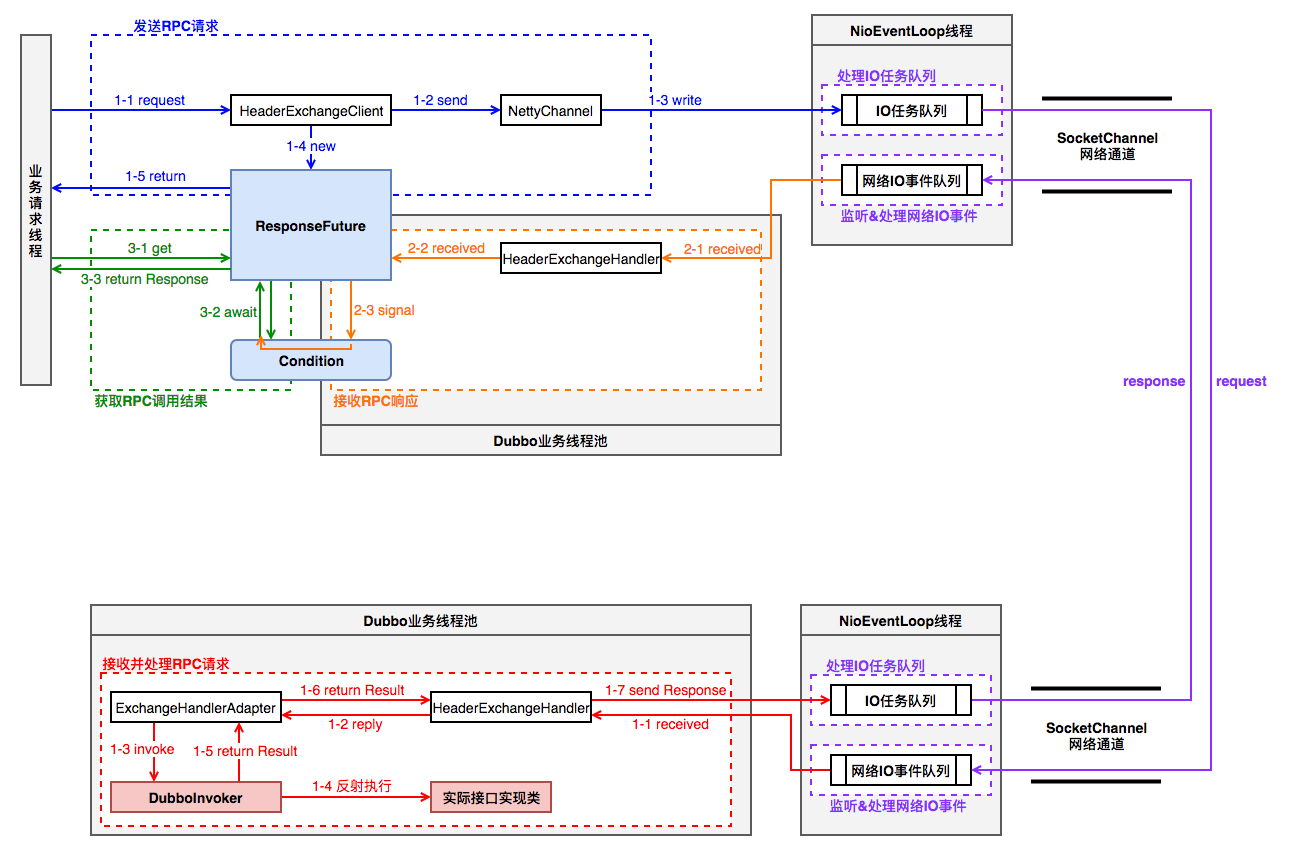 发送RPC请求
NioEventLoop线程
处理IO任务队列
1-1 request
HeaderExchangeClient
1-2 send
NettyChannel
1-3 write
IO任务队列
SocketChannel
网络通道
1-4 new
业务请求线程
1-5 return
网络IO事件队列
监听&处理网络IO事件
ResponseFuture
3-1 get
3-3 return Response
2-2 received
HeaderExchangeHandler
2-1 received
3-2 await
2-3 signal
Condition
获取RPC调用结果
接收RPC响应
Dubbo业务线程池
response
request
Dubbo业务线程池
NioEventLoop线程
接收并处理RPC请求
处理IO任务队列
1-6 return Result
1-7 send Response
ExchangeHandlerAdapter
HeaderExchangeHandler
IO任务队列
1-2 reply
1-1 received
SocketChannel
网络通道
1-3 invoke
1-5 return Result
网络IO事件队列
DubboInvoker
1-4 反射执行
实际接口实现类
监听&处理网络IO事件